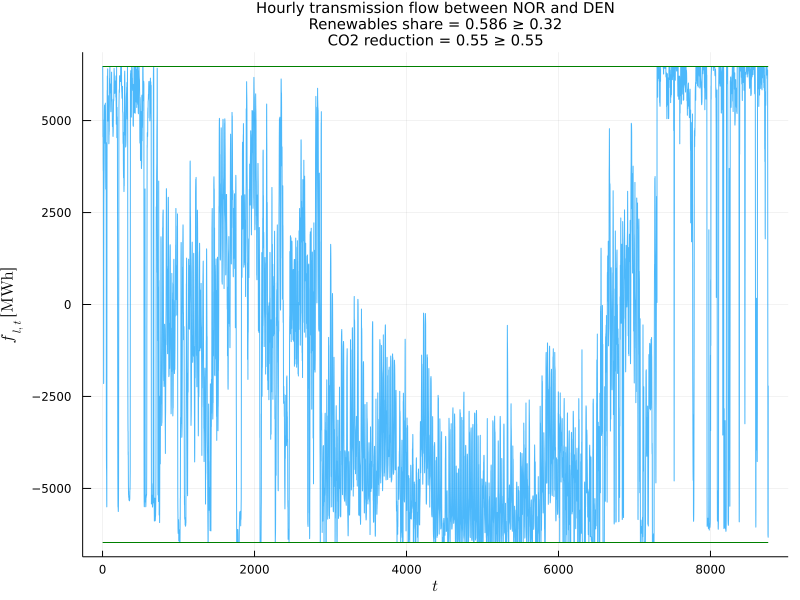 Hourly transmission flow between NOR and DEN
Renewables share = 0.586 ≥ 0.32
CO2 reduction = 0.55 ≥ 0.55
f_{l,t} [MWh]
5000
2500
0
−2500
−5000
0 2000 4000 6000 8000
t